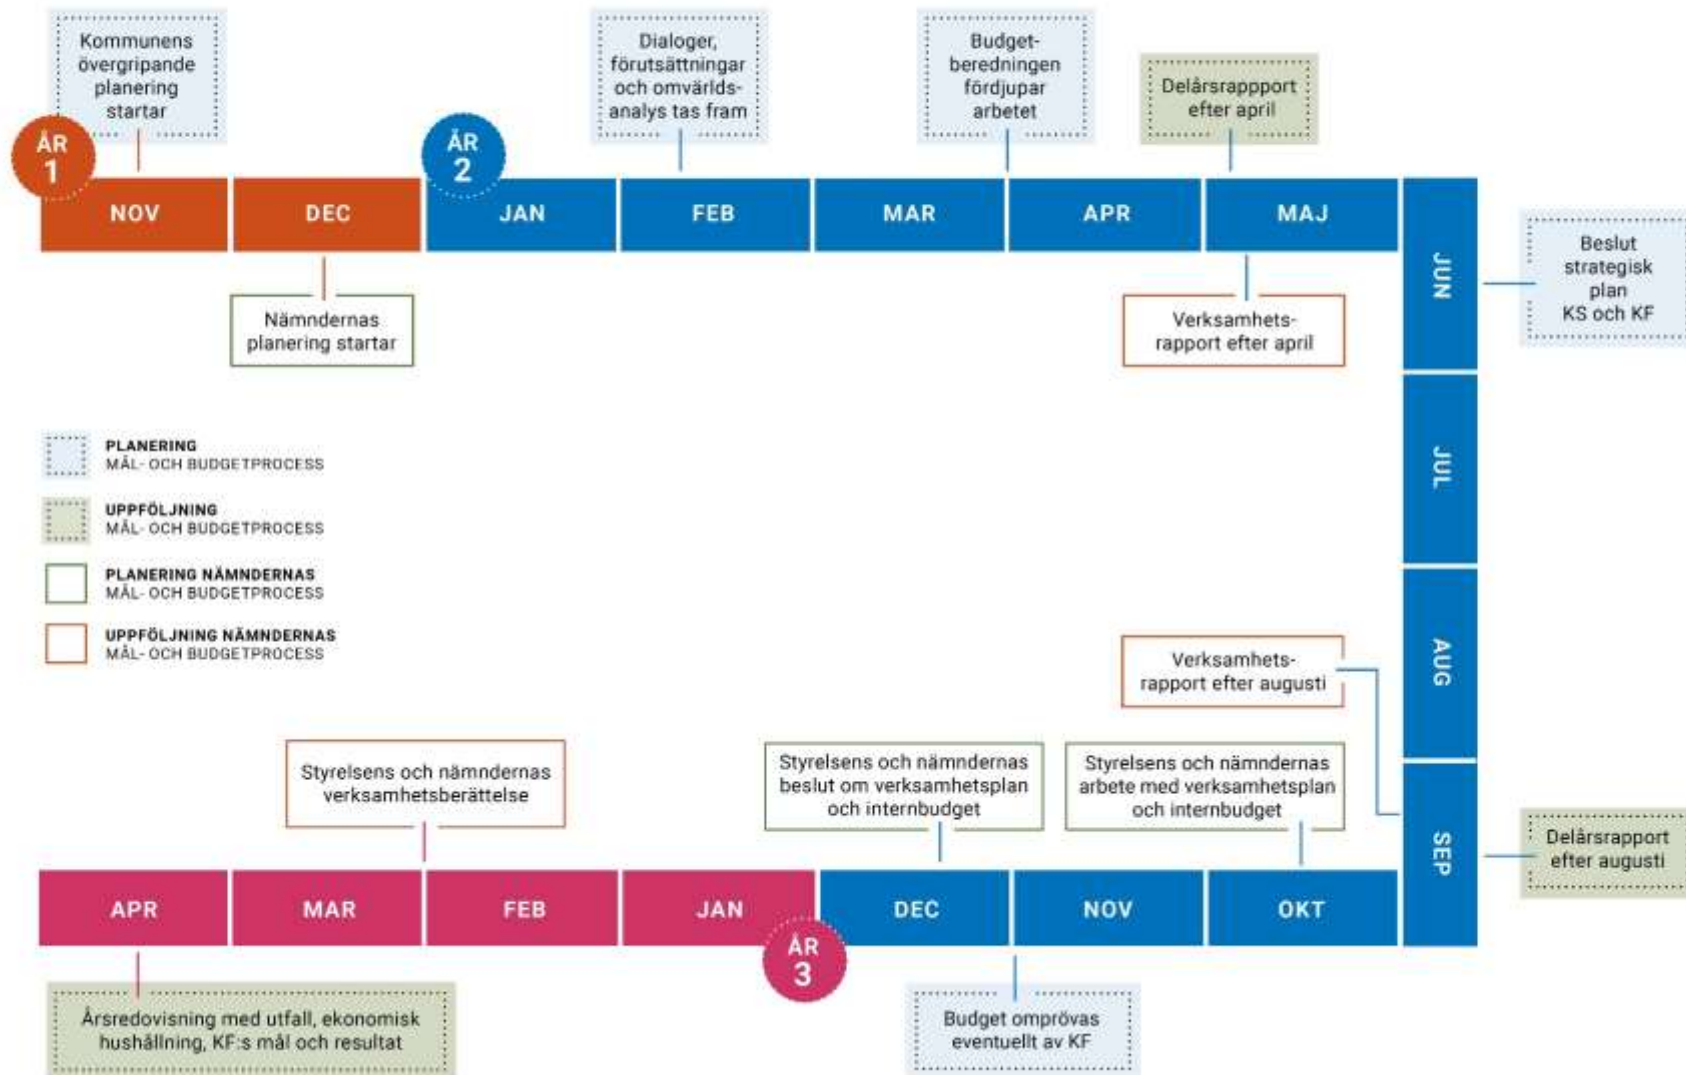 Kommunens
övergripande
planering
startar
Dialoger,
förutsättningar
och omvärlds-
analys tas fram
Budget-
beredningen
fördjupar
arbetet
Delårsrappport
efter april
ÅR
1
ÅR
2
NOV
DEC
JAN
FEB
MAR
APR
MAJ
JUN
Beslut
strategisk
plan
KS och KF
Nämndernas
planering startar
Verksamhets-
rapport efter april
JUL
PLANERING
MÅL- OCH BUDGETPROCESS
UPPFÖLJNING
MÅL- OCH BUDGETPROCESS
PLANERING NÄMNDERNAS
MÅL- OCH BUDGETPROCESS
UPPFÖLJNING NÄMNDERNAS
MÅL- OCH BUDGETPROCESS
AUG
Verksamhets-
rapport efter augusti
Styrelsens och nämndernas
verksamhetsberättelse
Styrelsens och nämndernas
beslut om verksamhetsplan
och internbudget
Styrelsens och nämndernas
arbete med verksamhetsplan
och internbudget
SEP
Delårsrapport
efter augusti
APR
MAR
FEB
JAN
DEC
NOV
OKT
ÅR
3
Årsredovisning med utfall, ekonomisk
hushållning, KF:s mål och resultat
Budget omprövas
eventuellt av KF